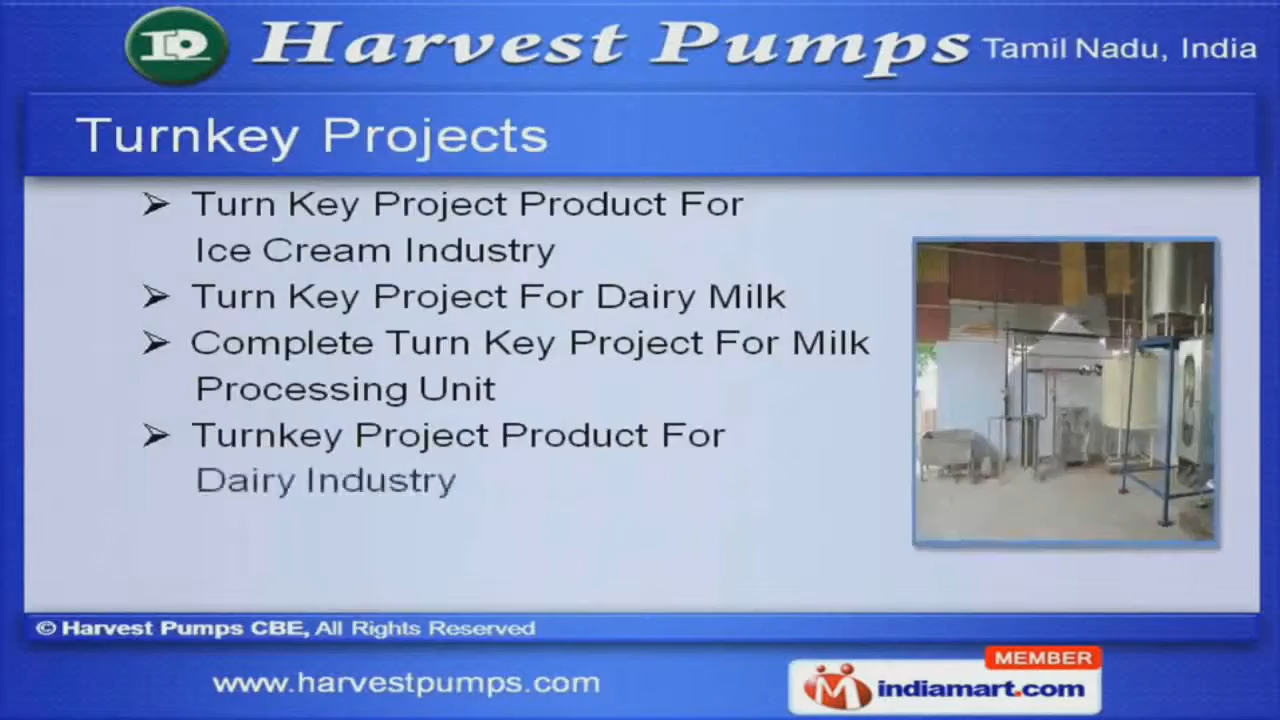 Harvest Pumps Tamil Nadu, India
Turnkey Projects
➢ Turn Key Project Product For
Ice Cream Industry
➢ Turn Key Project For Dairy Milk
➢ Complete Turn Key Project For Milk
Processing Unit
➢ Turnkey Project Product For
Dairy Industry
© Harvest Pumps CBE, All Rights Reserved
www.harvestpumps.com
MEMBER
indiamart.com